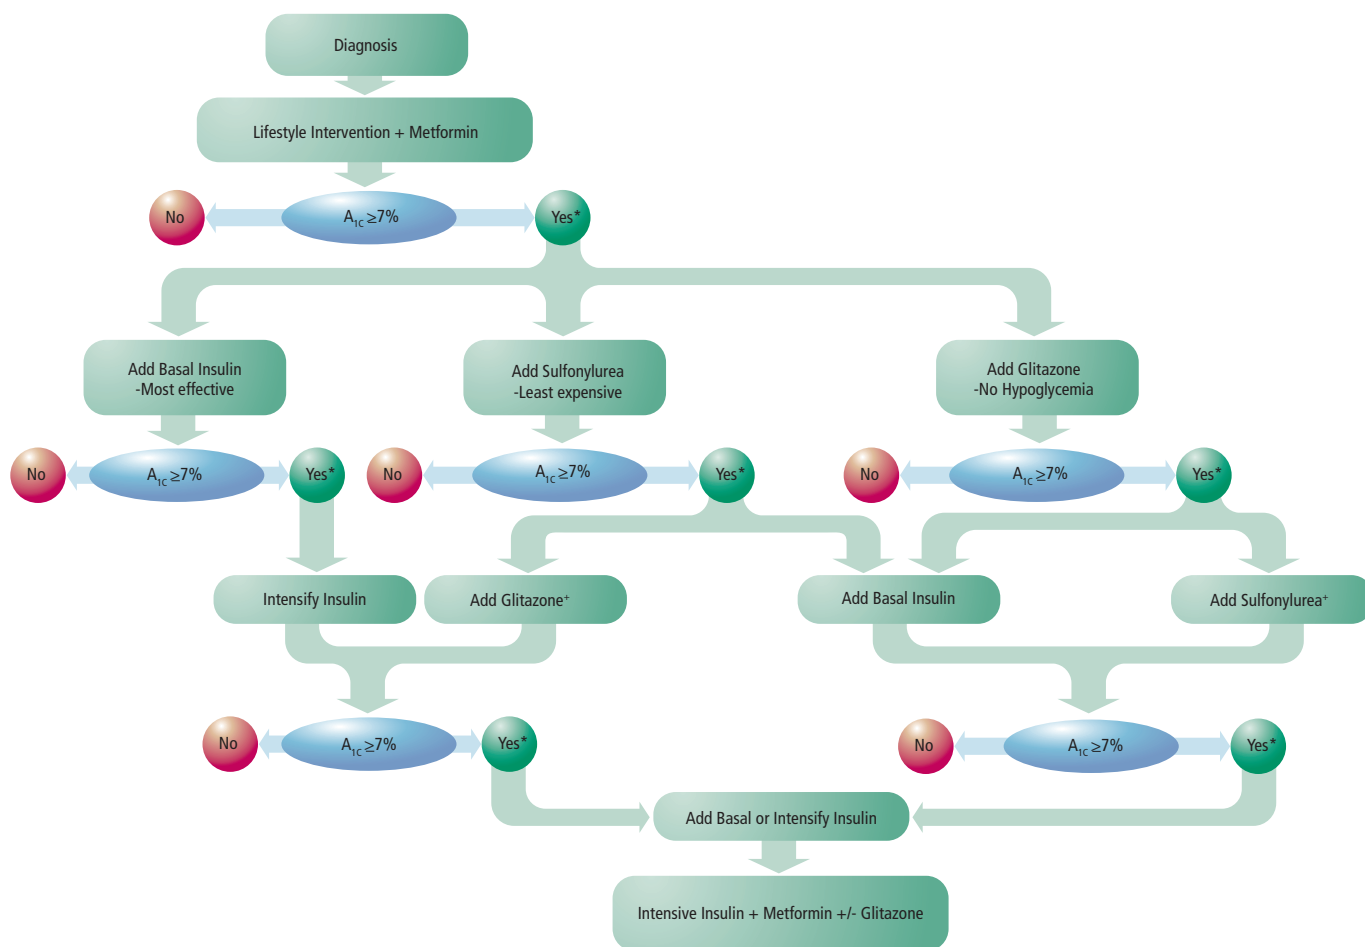 Diagnosis
Lifestyle Intervention + Metformin
No
A1C ≥7%
Yes*
Add Basal Insulin
-Most effective
Add Sulfonylurea
-Least expensive
Add Glitazone
-No Hypoglycemia
No
A1C ≥7%
Yes*
No
A1C ≥7%
Yes*
No
A1C ≥7%
Yes*
Intensify Insulin
Add Glitazone+
Add Basal Insulin
Add Sulfonylurea+
No
A1C ≥7%
Yes*
No
A1C ≥7%
Yes*
Add Basal or Intensify Insulin
Intensive Insulin + Metformin +/- Glitazone